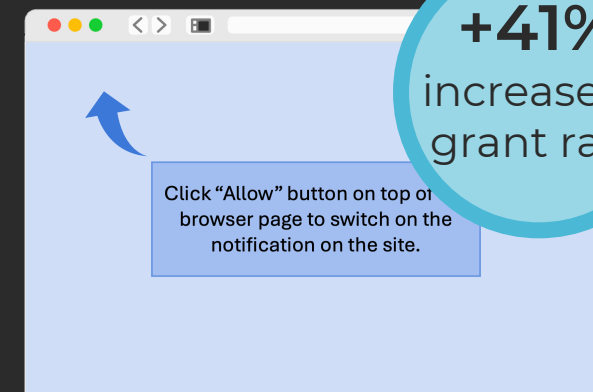 +41%
increase
grant ra
Click “Allow” button on top of
browser page to switch on the
notification on the site.